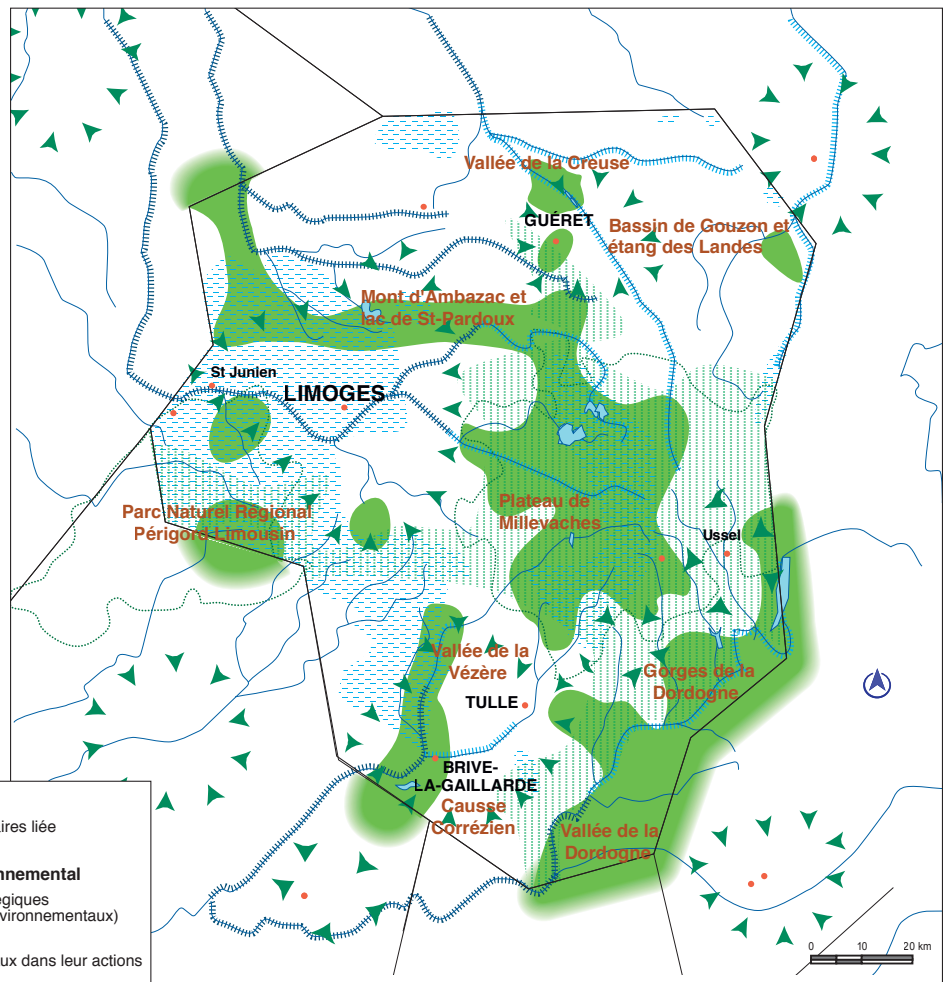 Vallée de la Creuse
GUÉRET
Bassin de Gouzon et
étang des Landes
Mont d'Ambazac et
lac de St-Pardoux
St Junien
LIMOGES
Plateau de
Millevaches
Parc Naturel Régional
Périgord Limousin
Ussel
Vallée de la
Vézère
Gorges de la
Dordogne
TULLE
BRIVE-
LA-GAILLARDE
Causse
Corrézien
Vallée de la
Dordogne
aires liée
nnemental
égiques
vironnementaux)
ux dans leur actions
0 10 20 km